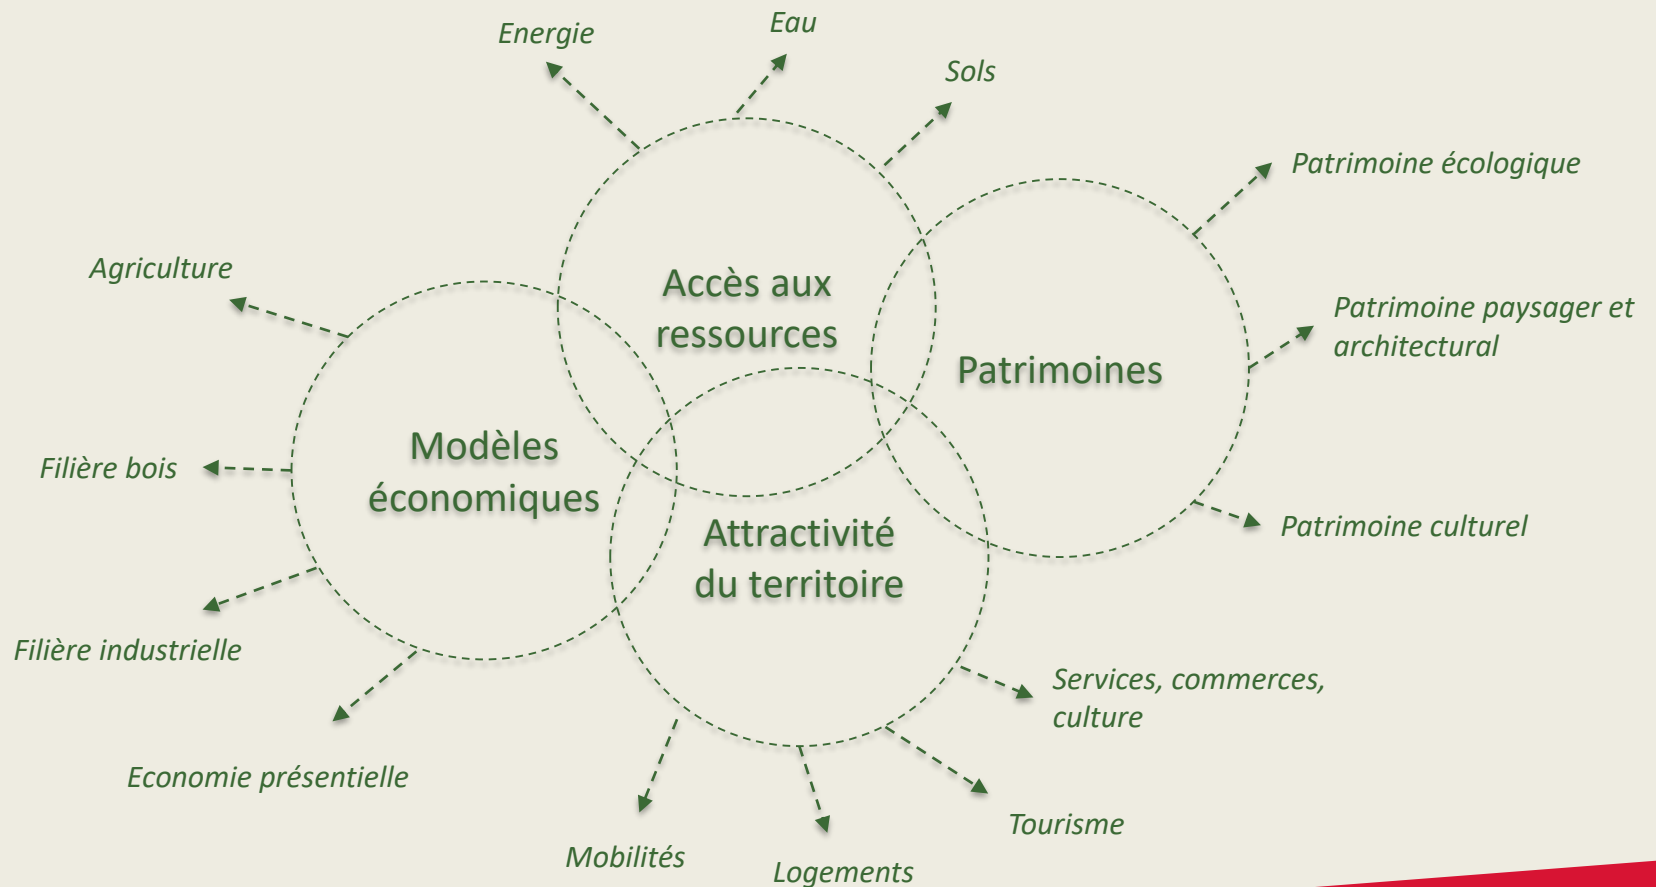 Energie
Eau
Sols
Patrimoine écologique
Agriculture
Accès aux
ressources
Patrimoine paysager et
architectural
Patrimoines
Modèles
économiques
Filière bois
Attractivité
du territoire
Patrimoine culturel
Filière industrielle
Services, commerces,
culture
Economie présentielle
Tourisme
Mobilités
Logements